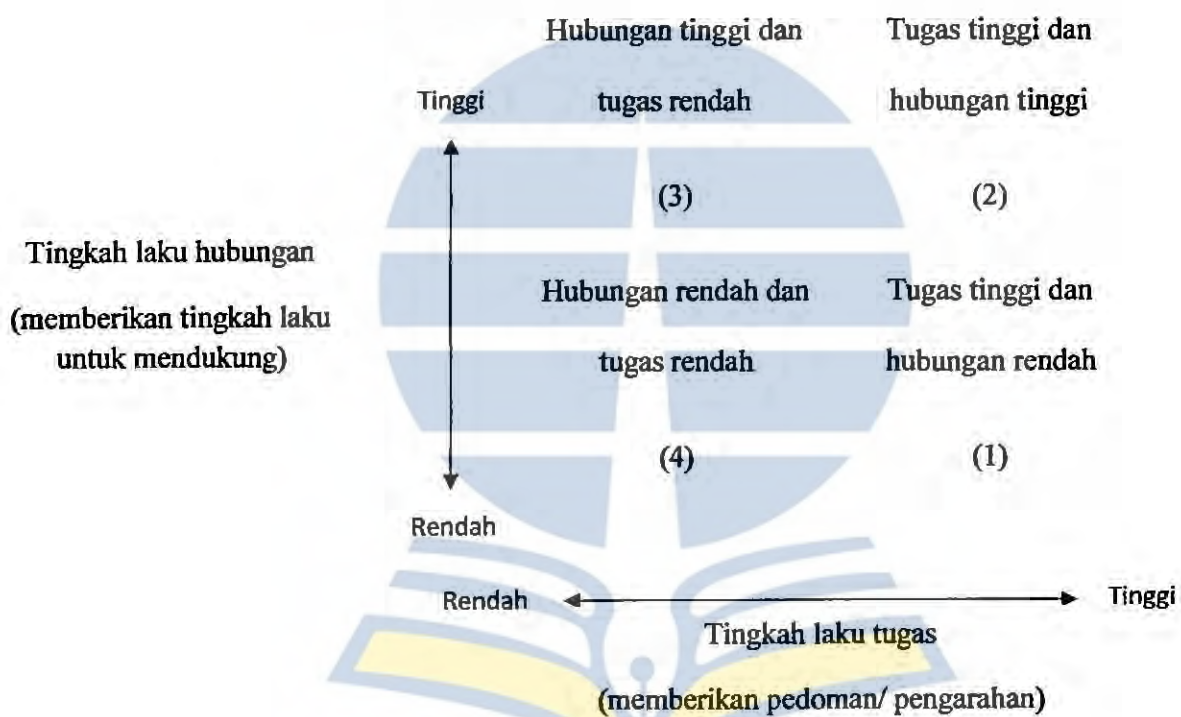 Hubungan tinggi dan
tugas rendah
Tugas tinggi dan
hubungan tinggi
Tinggi
(3)
(2)
Tingkah laku hubungan
(memberikan tingkah laku
untuk mendukung)
Hubungan rendah dan
tugas rendah
Tugas tinggi dan
hubungan rendah
(4)
(1)
Rendah
Rendah
Tinggi
Tingkah laku tugas
(memberikan pedoman/ pengarahan)